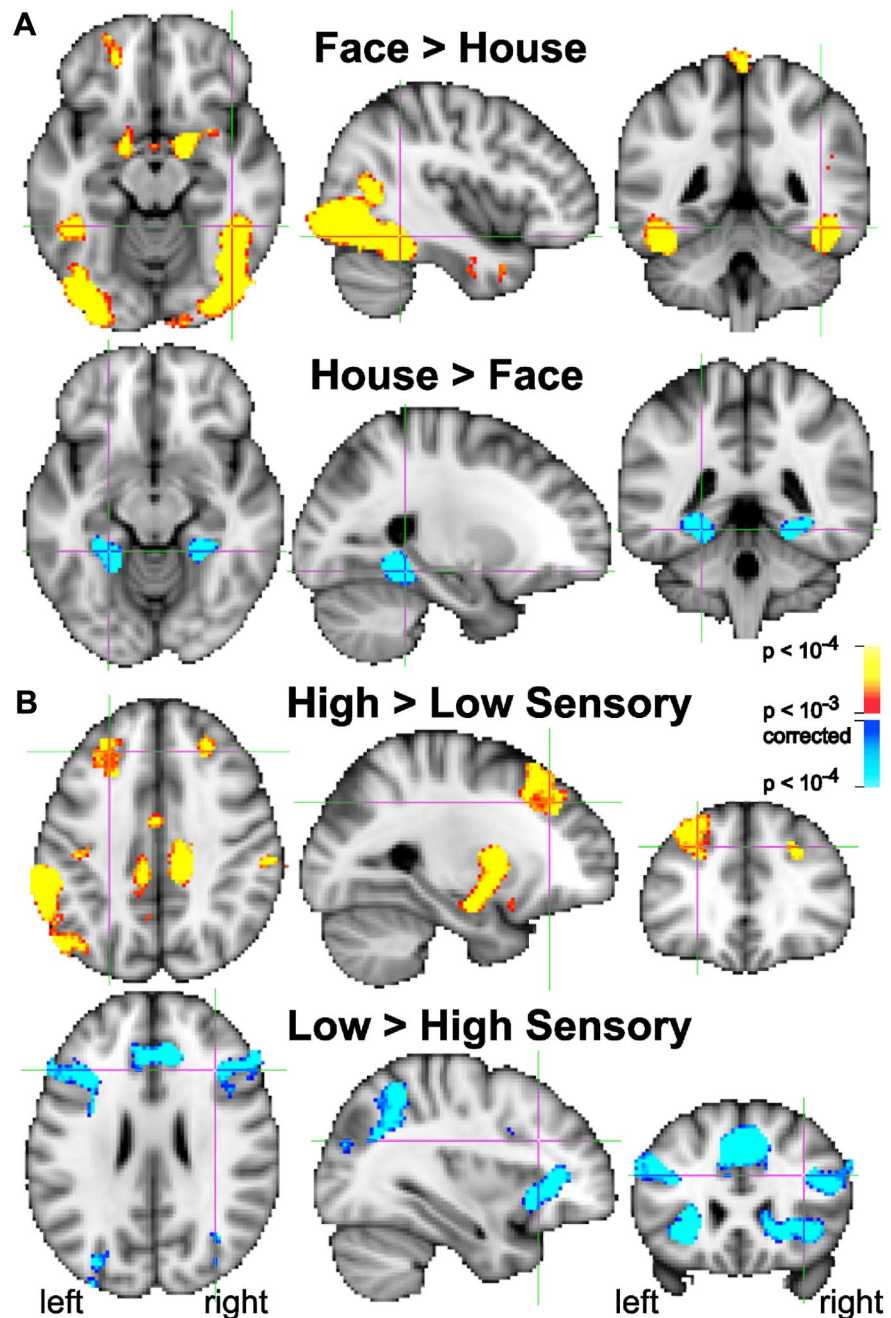 A
Face > House
House > Face
p < 10⁻⁴
p < 10⁻³
corrected
p < 10⁻⁴
B
High > Low Sensory
Low > High Sensory
left right
left right